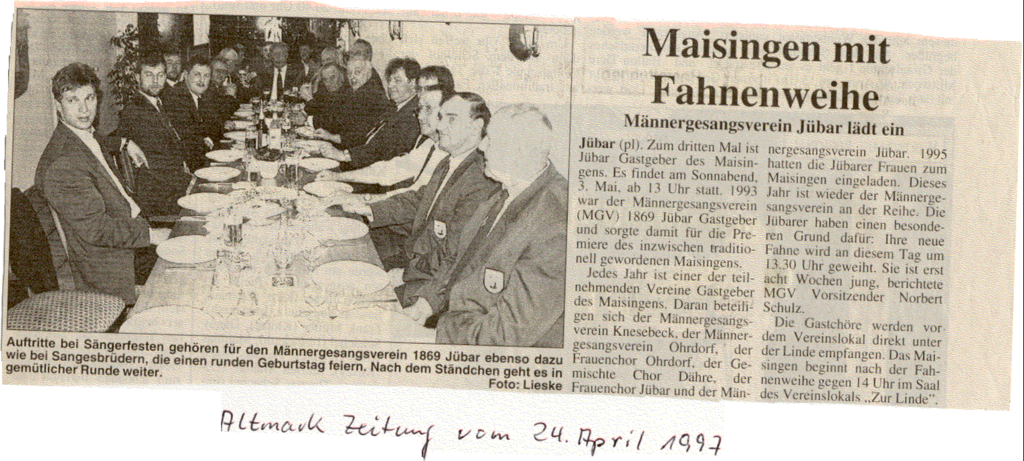 Maisingen mit
Fahnenweihe
Männergesangsverein Jübar lädt ein
Jübar (pl). Zum dritten Mal ist
Jübar Gastgeber des Maisin-
gens. Es findet am Sonnabend,
3. Mai, ab 13 Uhr statt. 1993
war der Männergesangsverein
(MGV) 1869 Jübar Gastgeber
und sorgte damit für die Pre-
miere des inzwischen traditio-
nell gewordenen Maisingens.
Jedes Jahr ist einer der teil-
nehmenden Vereine Gastgeber
des Maisingens. Daran beteili-
gen sich der Männergesangs-
verein Knesebeck, der Männer-
gesangsverein Ohrdorf, der
Frauenchor Ohrdorf, der Ge-
mischte Chor Dähre, der
Frauenchor Jübar und der Män-
nergesangsverein Jübar. 1995
hatten die Jübarer Frauen zum
Maisingen eingeladen. Dieses
Jahr ist wieder der Männerge-
sangsverein an der Reihe. Die
Jübarer haben einen besonde-
ren Grund dafür: Ihre neue
Fahne wird an diesem Tag um
13.30 Uhr geweiht. Sie ist erst
acht Wochen jung, berichtete
MGV Vorsitzender Norbert
Schulz.
Die Gastchöre werden vor
dem Vereinslokal direkt unter
der Linde empfangen. Das Mai-
singen beginnt nach der Fah-
nenweihe gegen 14 Uhr im Saal
des Vereinslokals „Zur Linde".
Auftritte bei Sängerfesten gehören für den Männergesangsverein 1869 Jübar ebenso dazu
wie bei Sangesbrüdern, die einen runden Geburtstag feiern. Nach dem Ständchen geht es in
gemütlicher Runde weiter. Foto: Lieske
Altmark Zeitung vom 24. April 1997